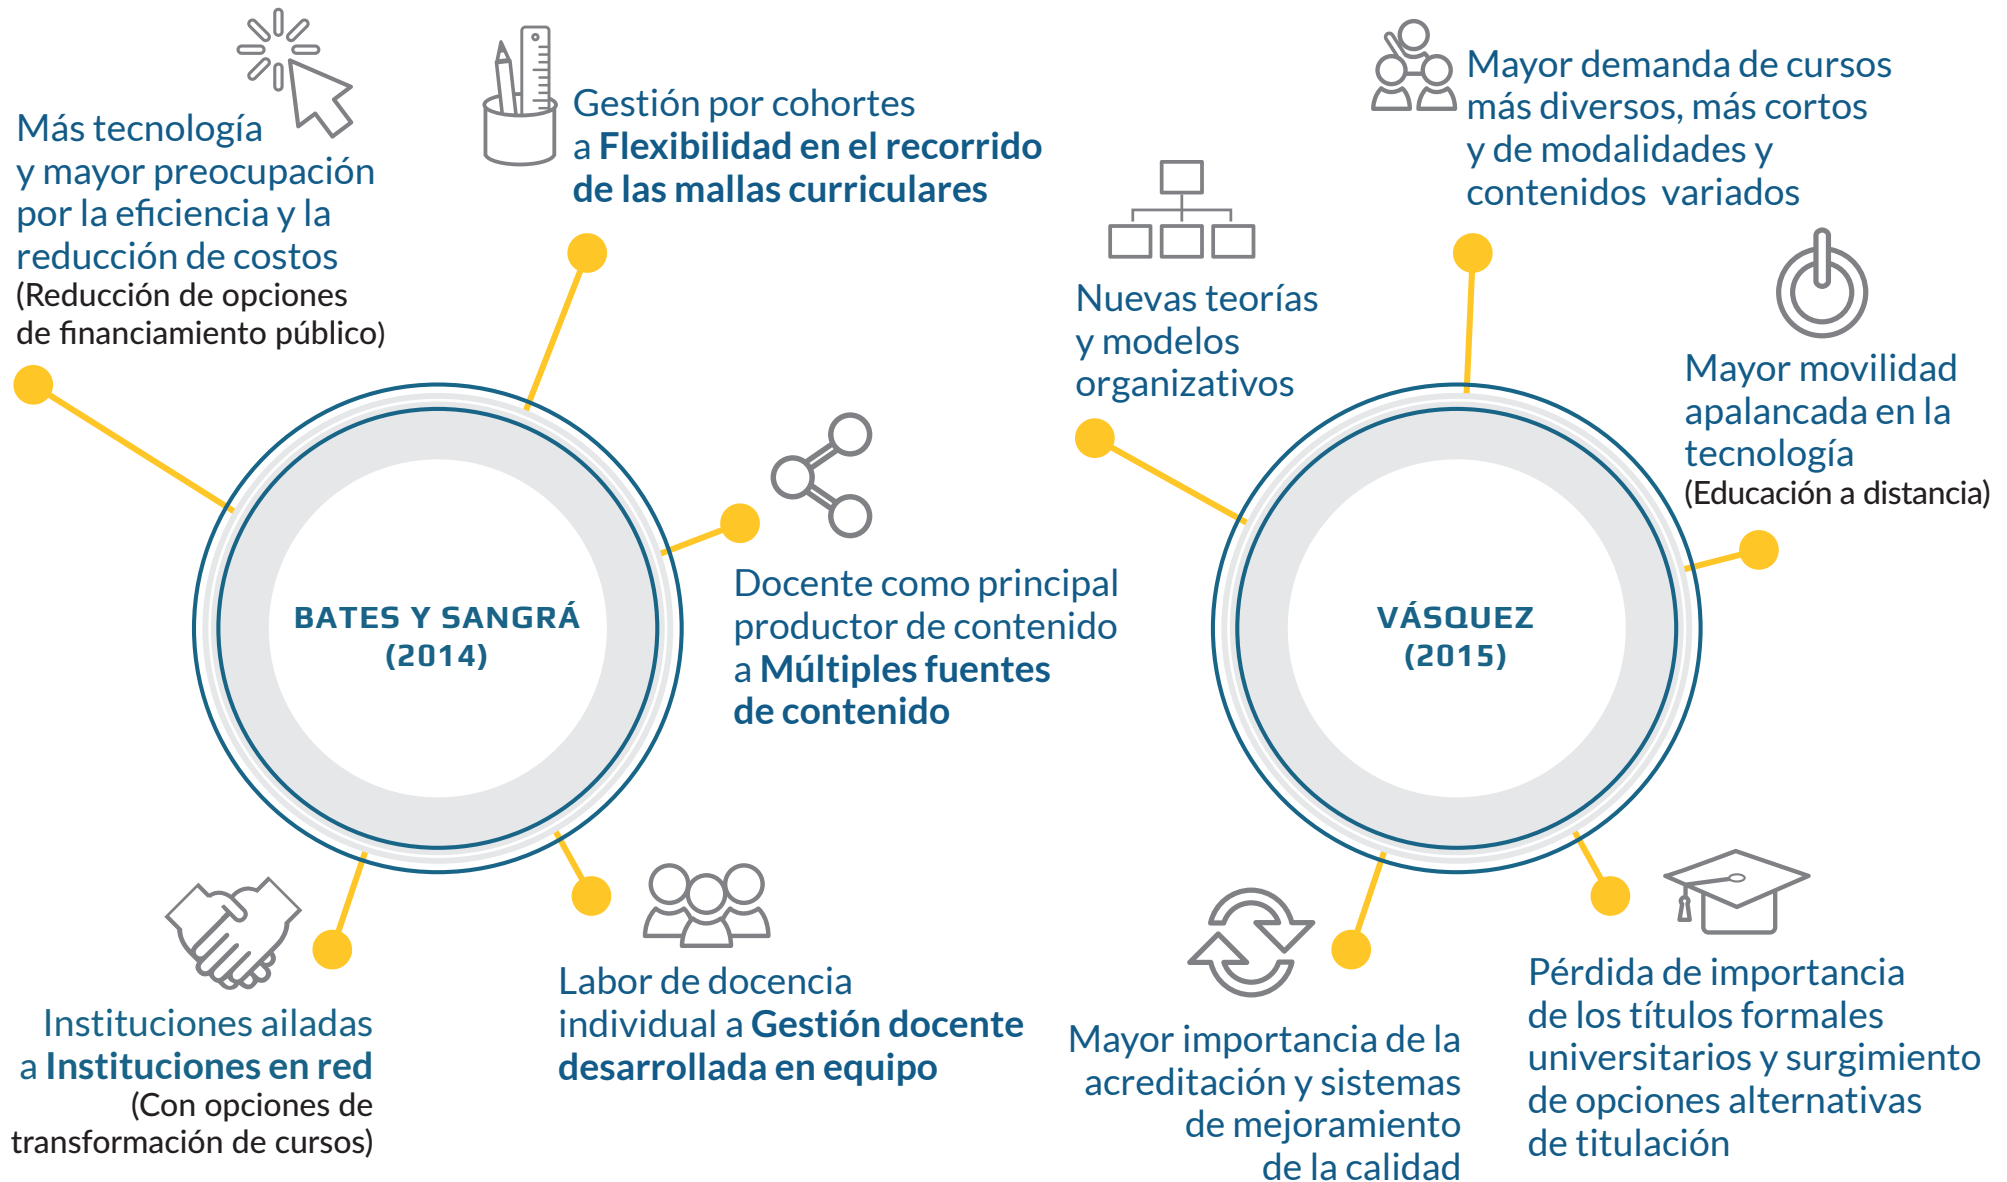 Más tecnología
y mayor preocupación
por la eficiencia y la
reducción de costos
(Reducción de opciones
de financiamiento público)
Gestión por cohortes
a Flexibilidad en el recorrido
de las mallas curriculares
Docente como principal
productor de contenido
a Múltiples fuentes
de contenido
BATES Y SANGRÁ
(2014)
Instituciones ailadas
a Instituciones en red
(Con opciones de
transformación de cursos)
Labor de docencia
individual a Gestión docente
desarrollada en equipo
Nuevas teorías
y modelos
organizativos
Mayor demanda de cursos
más diversos, más cortos
y de modalidades y
contenidos variados
Mayor movilidad
apalancada en la
tecnología
(Educación a distancia)
VÁSQUEZ
(2015)
Mayor importancia de la
acreditación y sistemas
de mejoramiento
de la calidad
Pérdida de importancia
de los títulos formales
universitarios y surgimiento
de opciones alternativas
de titulación